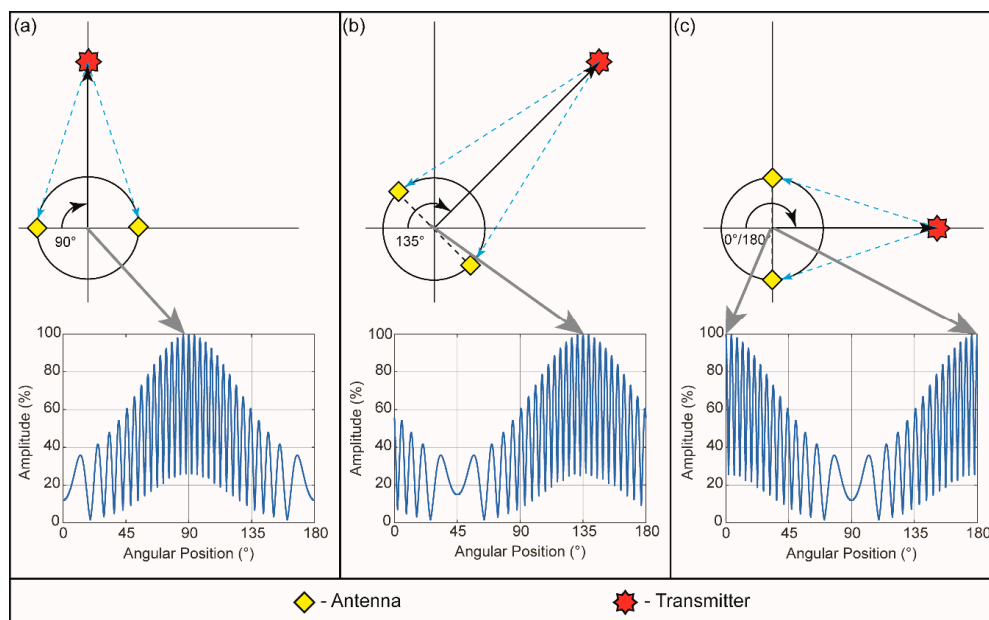 (a)
90°
100
80
60
40
20
0
Amplitude (%)
0 45 90 135 180
Angular Position (°)
(b)
135°
100
80
60
40
20
0
Amplitude (%)
0 45 90 135 180
Angular Position (°)
(c)
0°/180°
100
80
60
40
20
0
Amplitude (%)
0 45 90 135 180
Angular Position (°)
- Antenna
- Transmitter